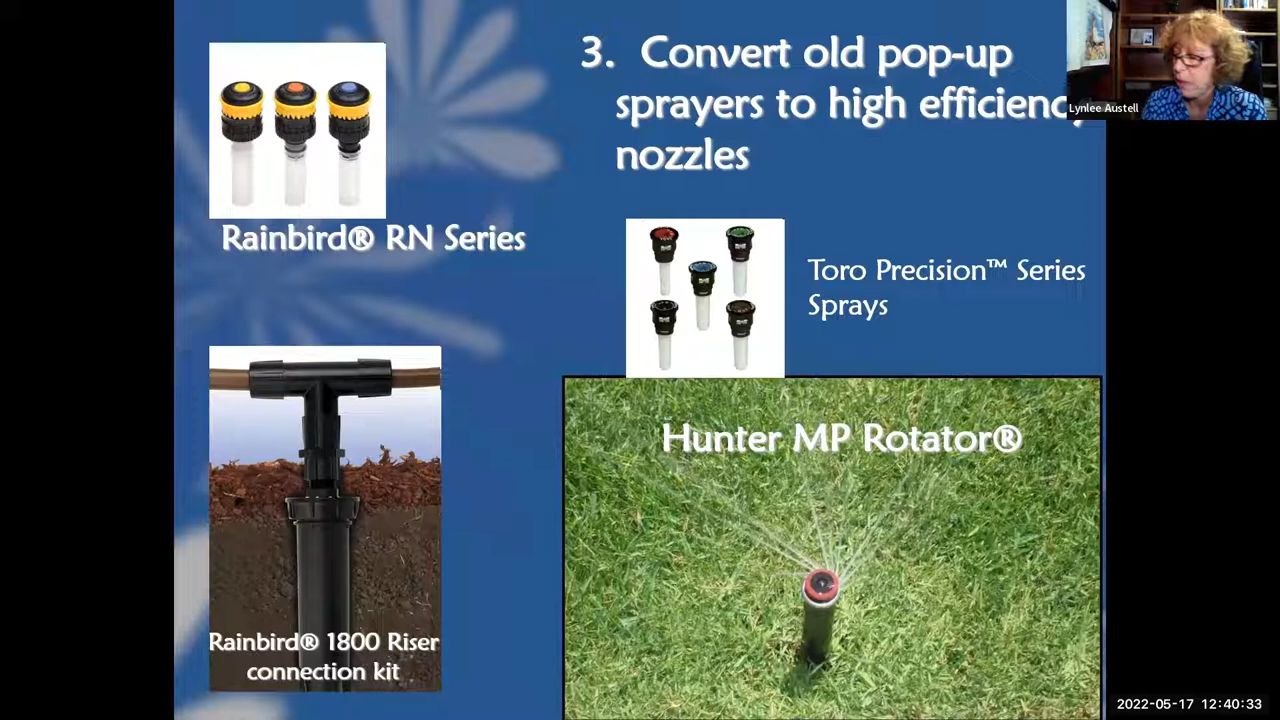 3. Convert old pop-up
sprayers to high efficiency
nozzles
Lynlee Austell
Rainbird® RN Series
Toro Precision™ Series
Sprays
Hunter MP Rotator®
Rainbird® 1800 Riser
connection kit
2022-05-17 12:40:33